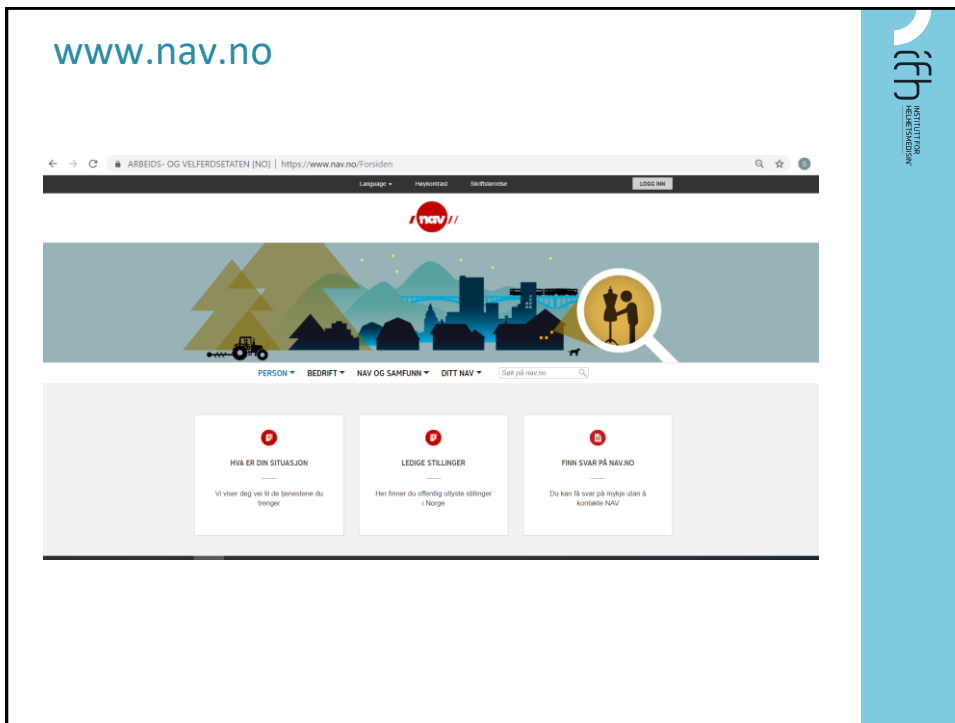 www.nav.no
ifh
INSTITUTT FOR
HELHETSMEDISIN
ARBEIDS- OG VELFERDSETATEN [NO] | https://www.nav.no/Forsiden
Language Høykontrast Skriftstørrelse LOGG INN
nav
PERSON BEDRIFT NAV OG SAMFUNN DITT NAV Søk på nav.no
HVA ER DIN SITUASJON
Vi viser deg vei til de tjenestene du
trenger
LEDIGE STILLINGER
Her finner du offentlig utlyste stillinger
i Norge
FINN SVAR PÅ NAV.NO
Du kan få svar på mykje utan å
kontakte NAV